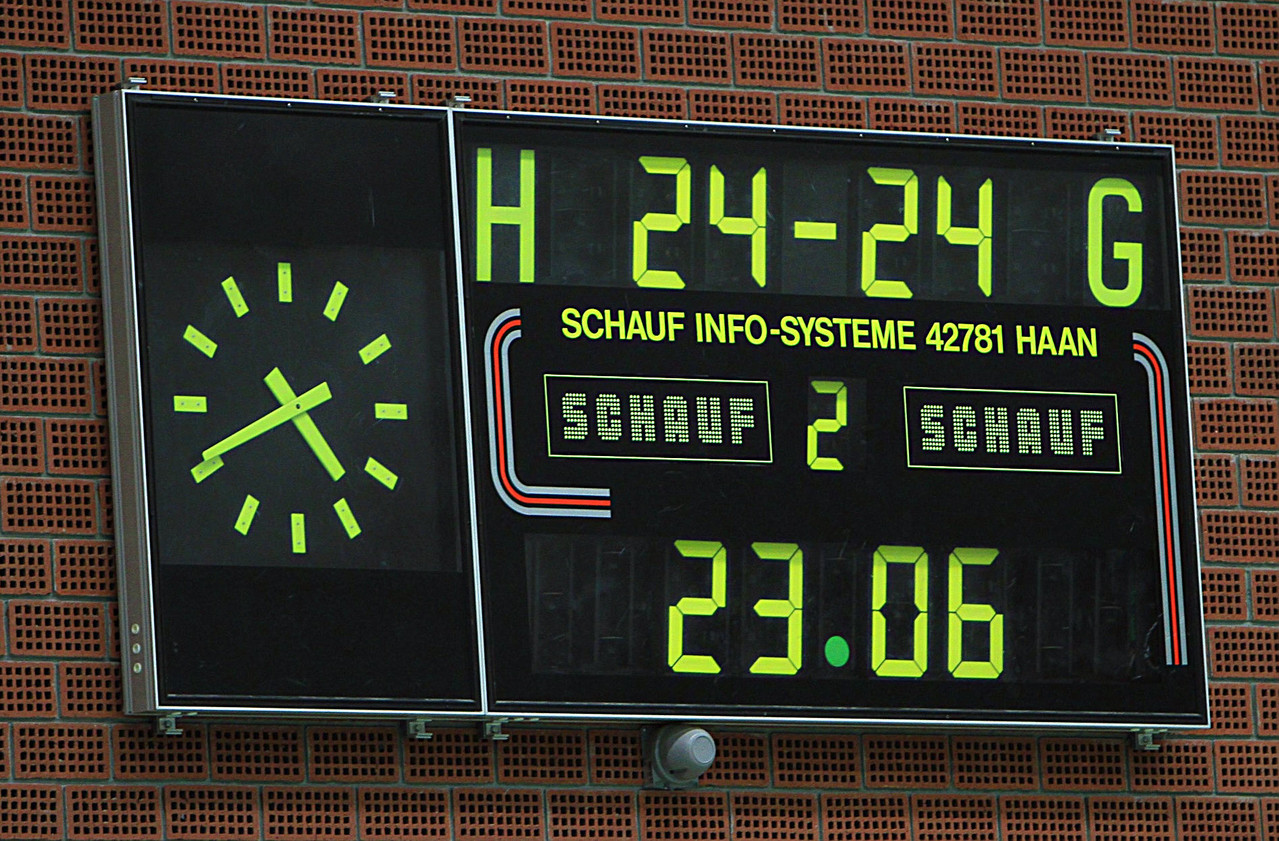 H 24-24 G
SCHAUF INFO-SYSTEME 42781 HAAN
SCHAUF 2 SCHAUF
23.06